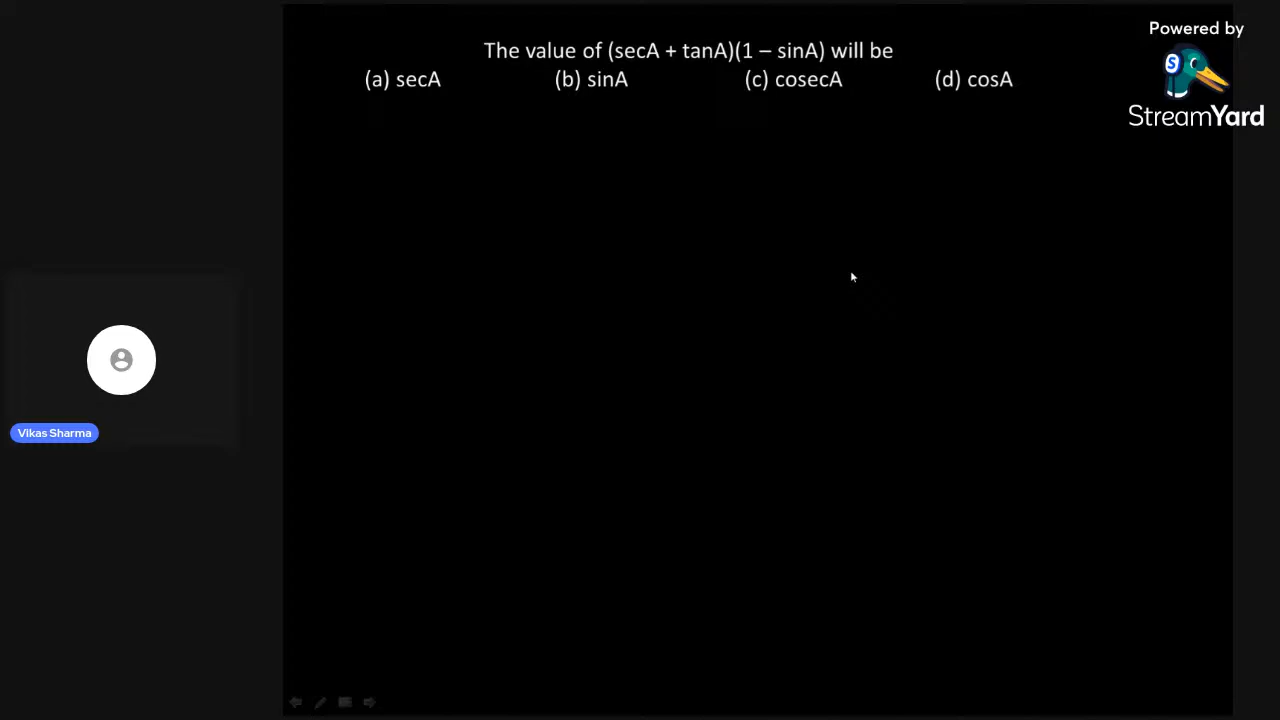 The value of (secA + tanA)(1 – sinA) will be
(a) secA (b) sinA (c) cosecA (d) cosA
Powered by
S
StreamYard
Vikas Sharma